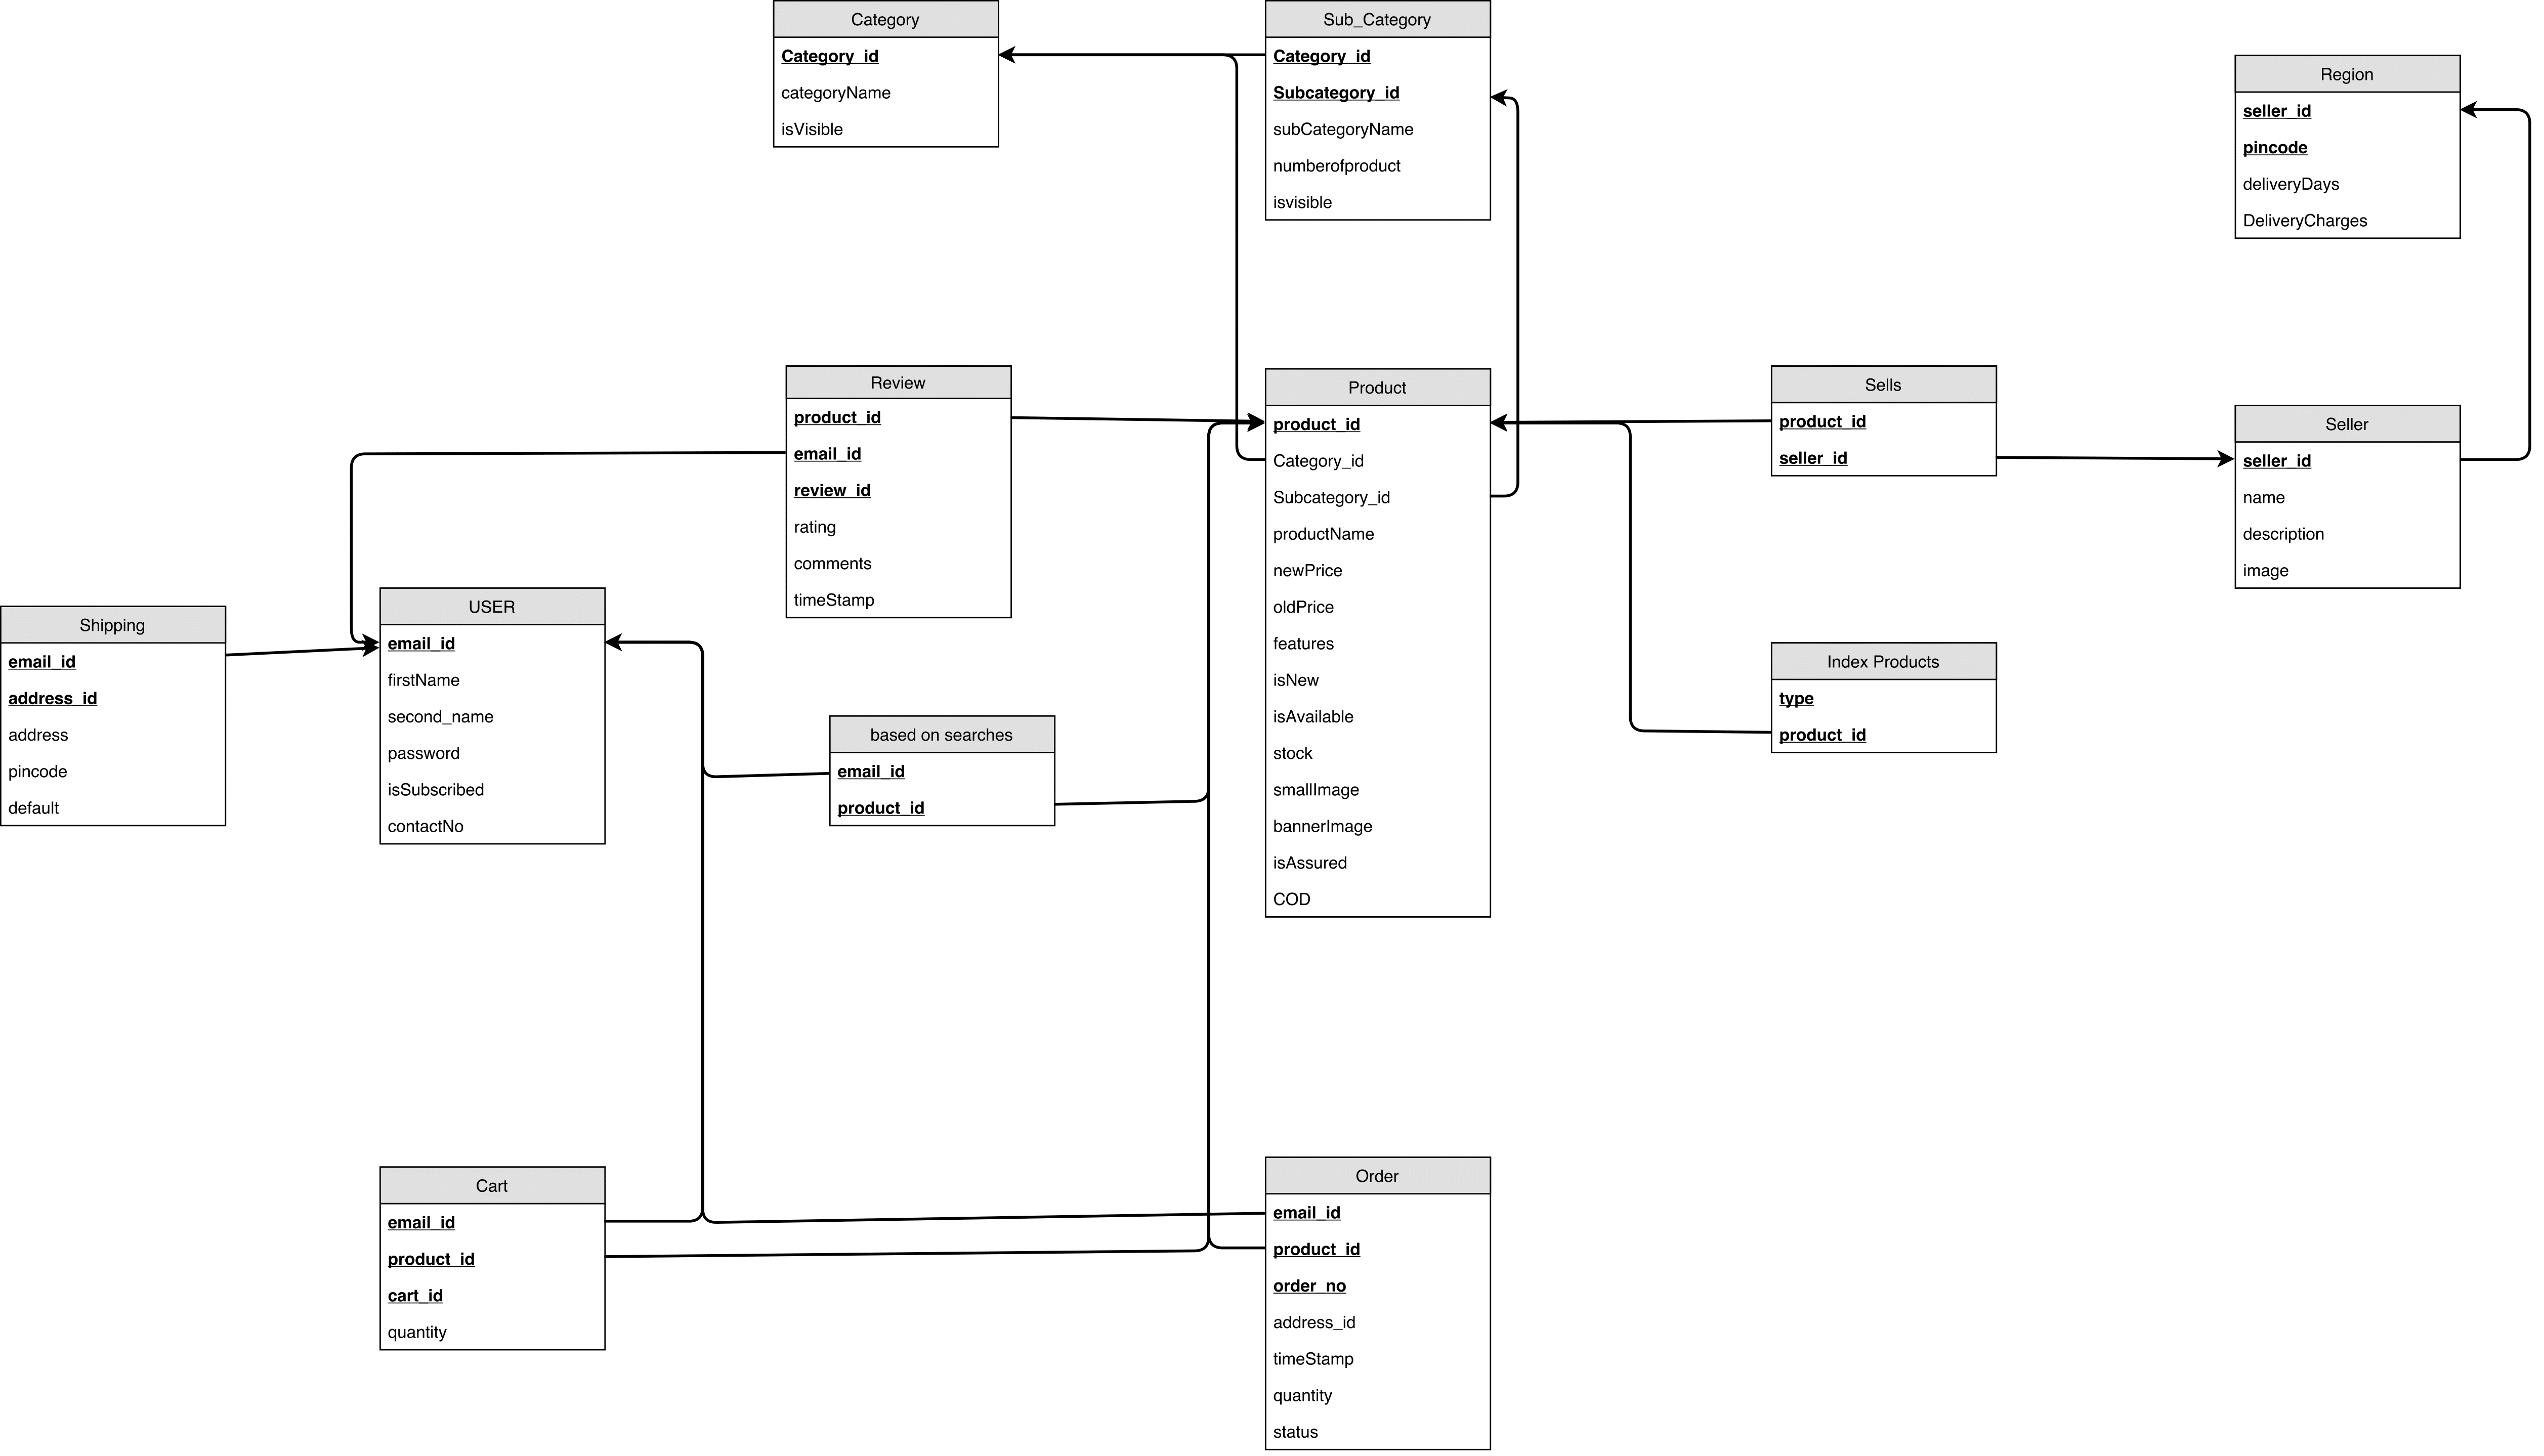 Category
Category_id
categoryName
isVisible
Sub_Category
Category_id
Subcategory_id
subCategoryName
numberofproduct
isvisible
Region
seller_id
pincode
deliveryDays
DeliveryCharges
Review
product_id
email_id
review_id
rating
comments
timeStamp
Product
product_id
Category_id
Subcategory_id
productName
newPrice
oldPrice
features
isNew
isAvailable
stock
smallImage
bannerImage
isAssured
COD
Sells
product_id
seller_id
Seller
seller_id
name
description
image
Shipping
email_id
address_id
address
pincode
default
USER
email_id
firstName
second_name
password
isSubscribed
contactNo
based on searches
email_id
product_id
Index Products
type
product_id
Cart
email_id
product_id
cart_id
quantity
Order
email_id
product_id
order_no
address_id
timeStamp
quantity
status